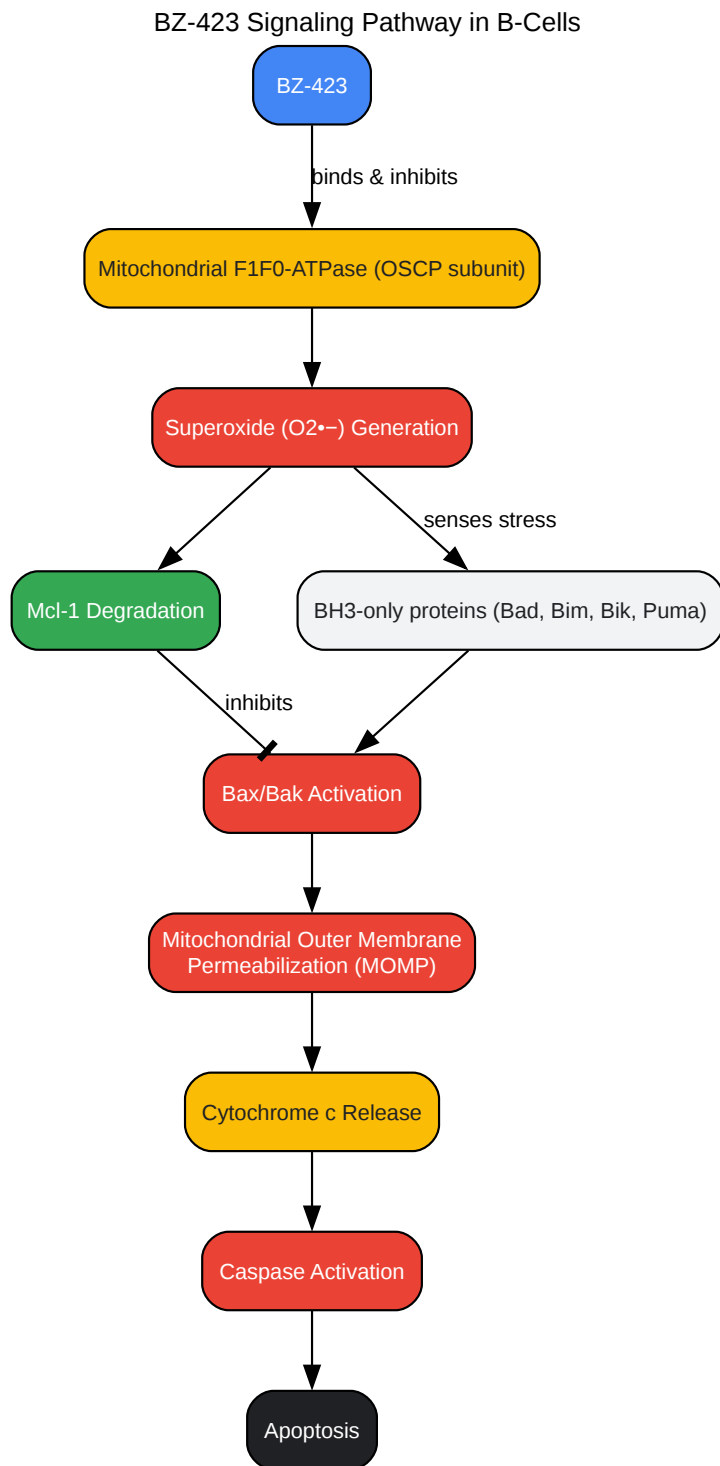 BZ-423 Signaling Pathway in B-Cells
BZ-423
binds & inhibits
Mitochondrial F1F0-ATPase (OSCP subunit)
Superoxide (O2•−) Generation
senses stress
Mcl-1 Degradation
BH3-only proteins (Bad, Bim, Bik, Puma)
inhibits
Bax/Bak Activation
Mitochondrial Outer Membrane
Permeabilization (MOMP)
Cytochrome c Release
Caspase Activation
Apoptosis